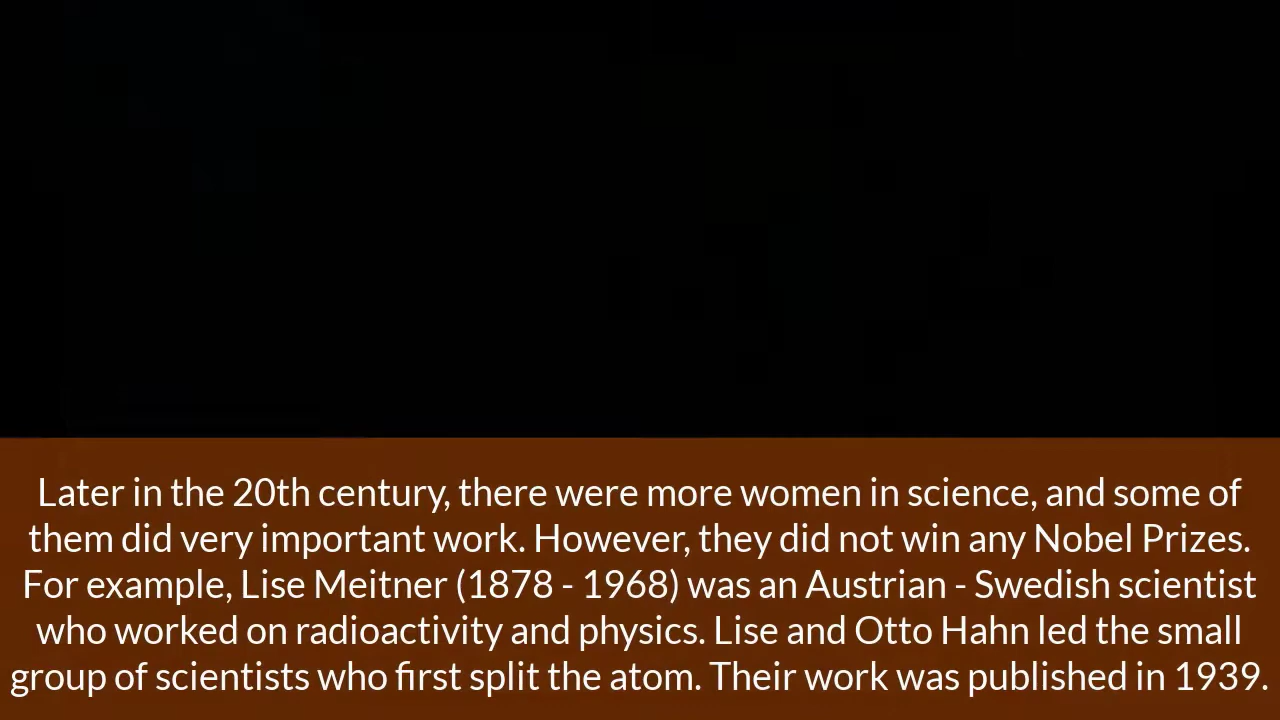 Later in the 20th century, there were more women in science, and some of
them did very important work. However, they did not win any Nobel Prizes.
For example, Lise Meitner (1878 - 1968) was an Austrian - Swedish scientist
who worked on radioactivity and physics. Lise and Otto Hahn led the small
group of scientists who first split the atom. Their work was published in 1939.